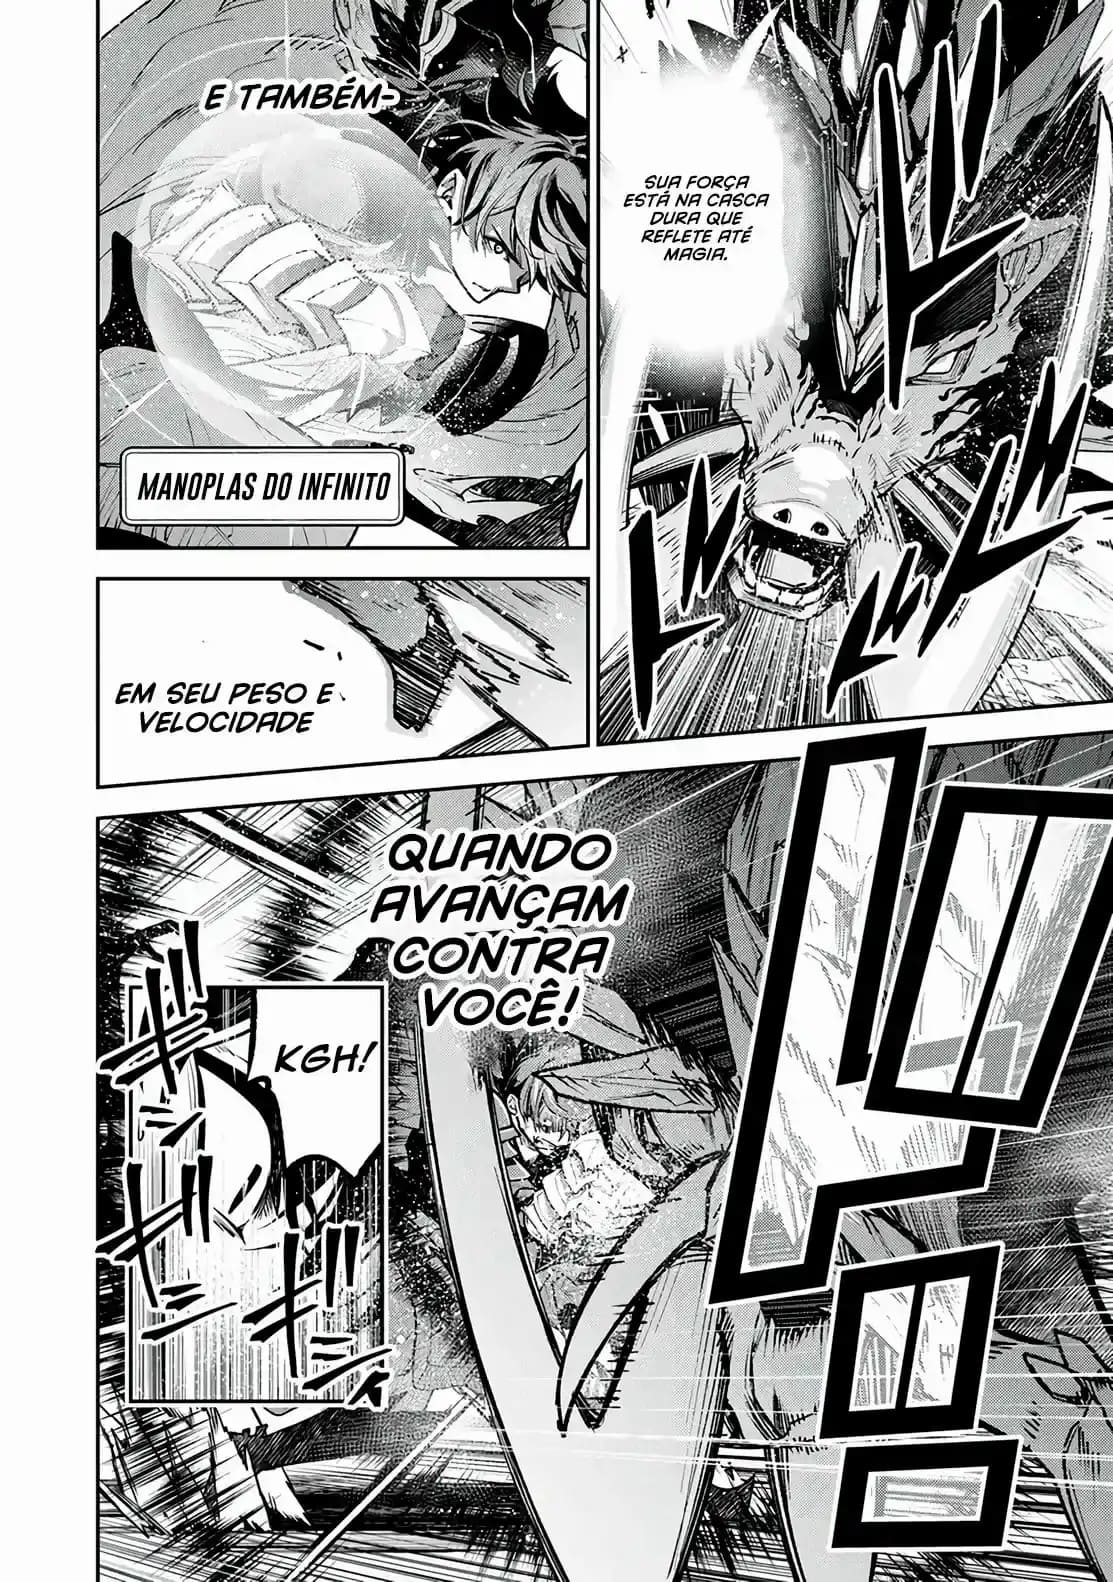 SUA FORÇA
ESTÁ NA CASCA
DURA QUE
REFLETE ATÉ
MAGIA.
E TAMBÉM-
MANOPLAS DO INFINITO
EM SEU PESO E
VELOCIDADE
QUANDO
AVANÇAM
CONTRA
VOCÊ!
KGH!